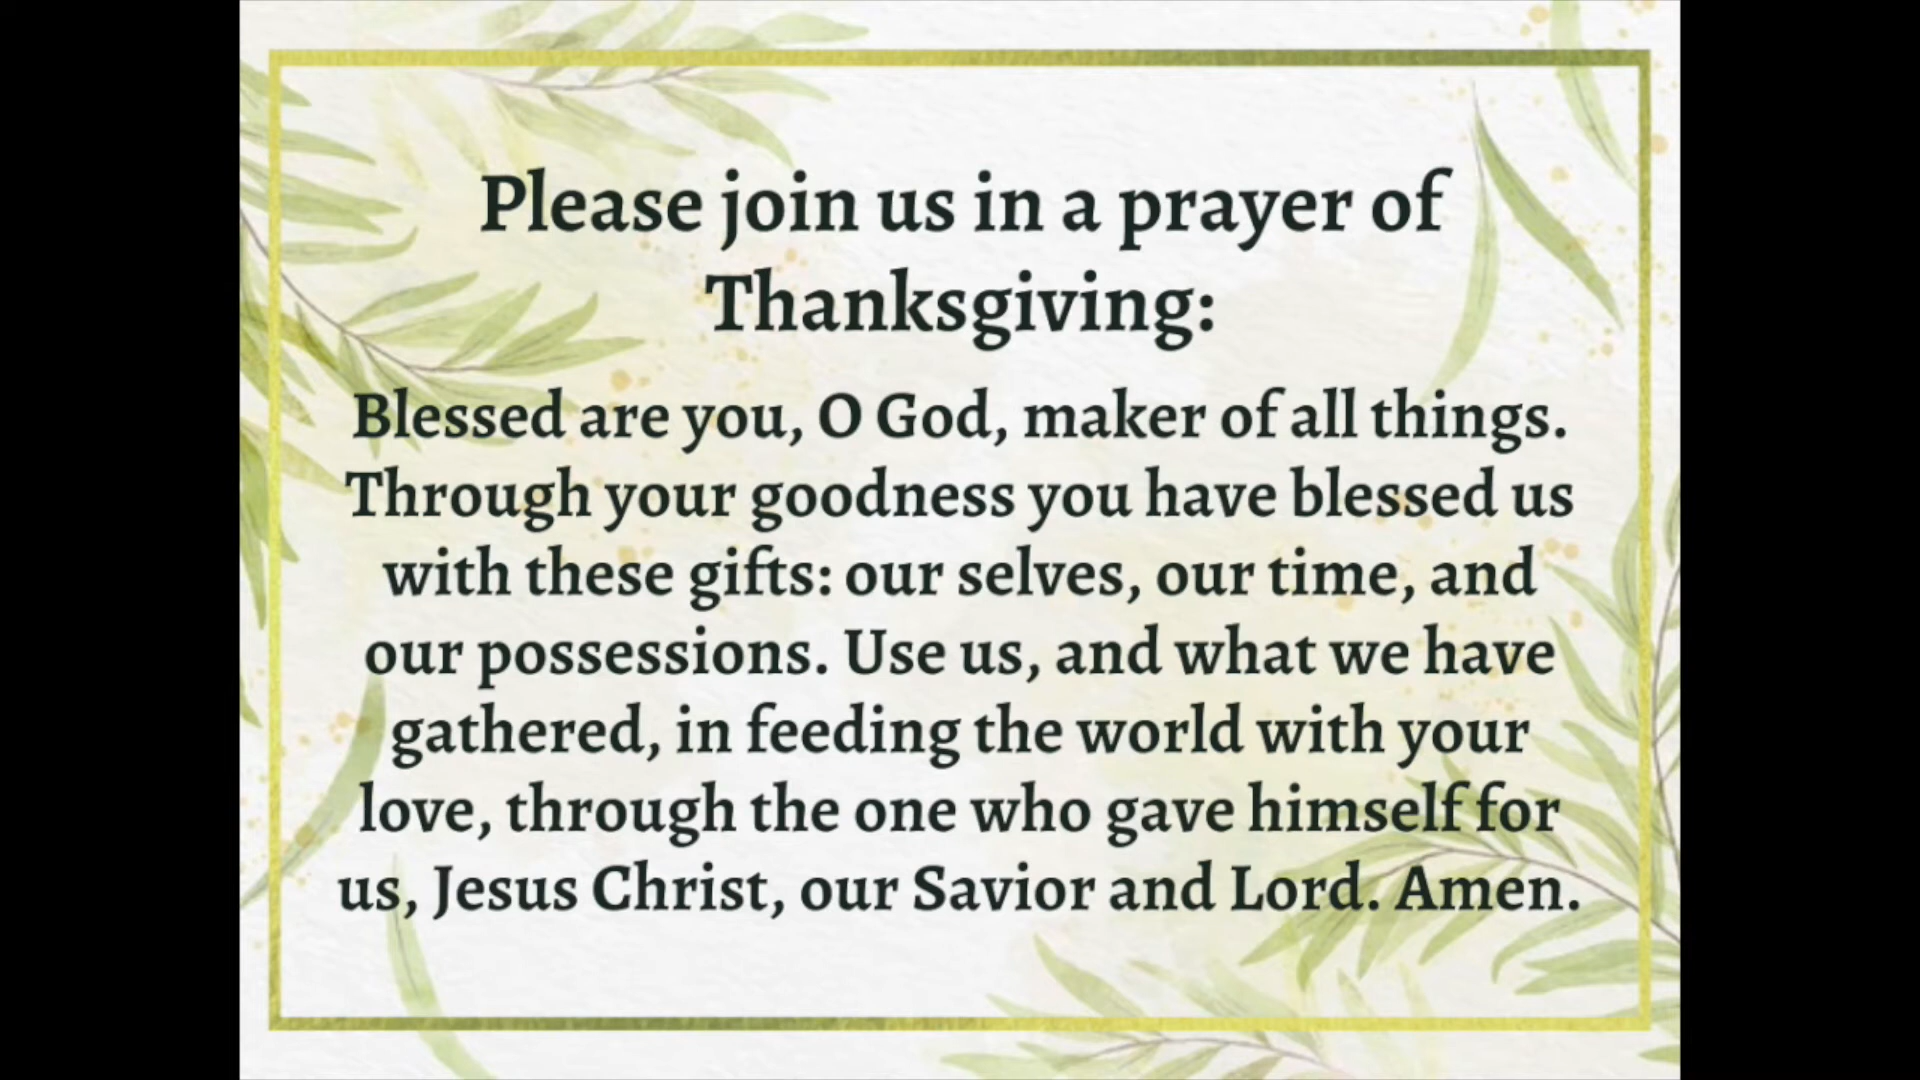 Please join us in a prayer of
Thanksgiving:
Blessed are you, O God, maker of all things.
Through your goodness you have blessed us
with these gifts: our selves, our time, and
our possessions. Use us, and what we have
gathered, in feeding the world with your
love, through the one who gave himself for
us, Jesus Christ, our Savior and Lord. Amen.